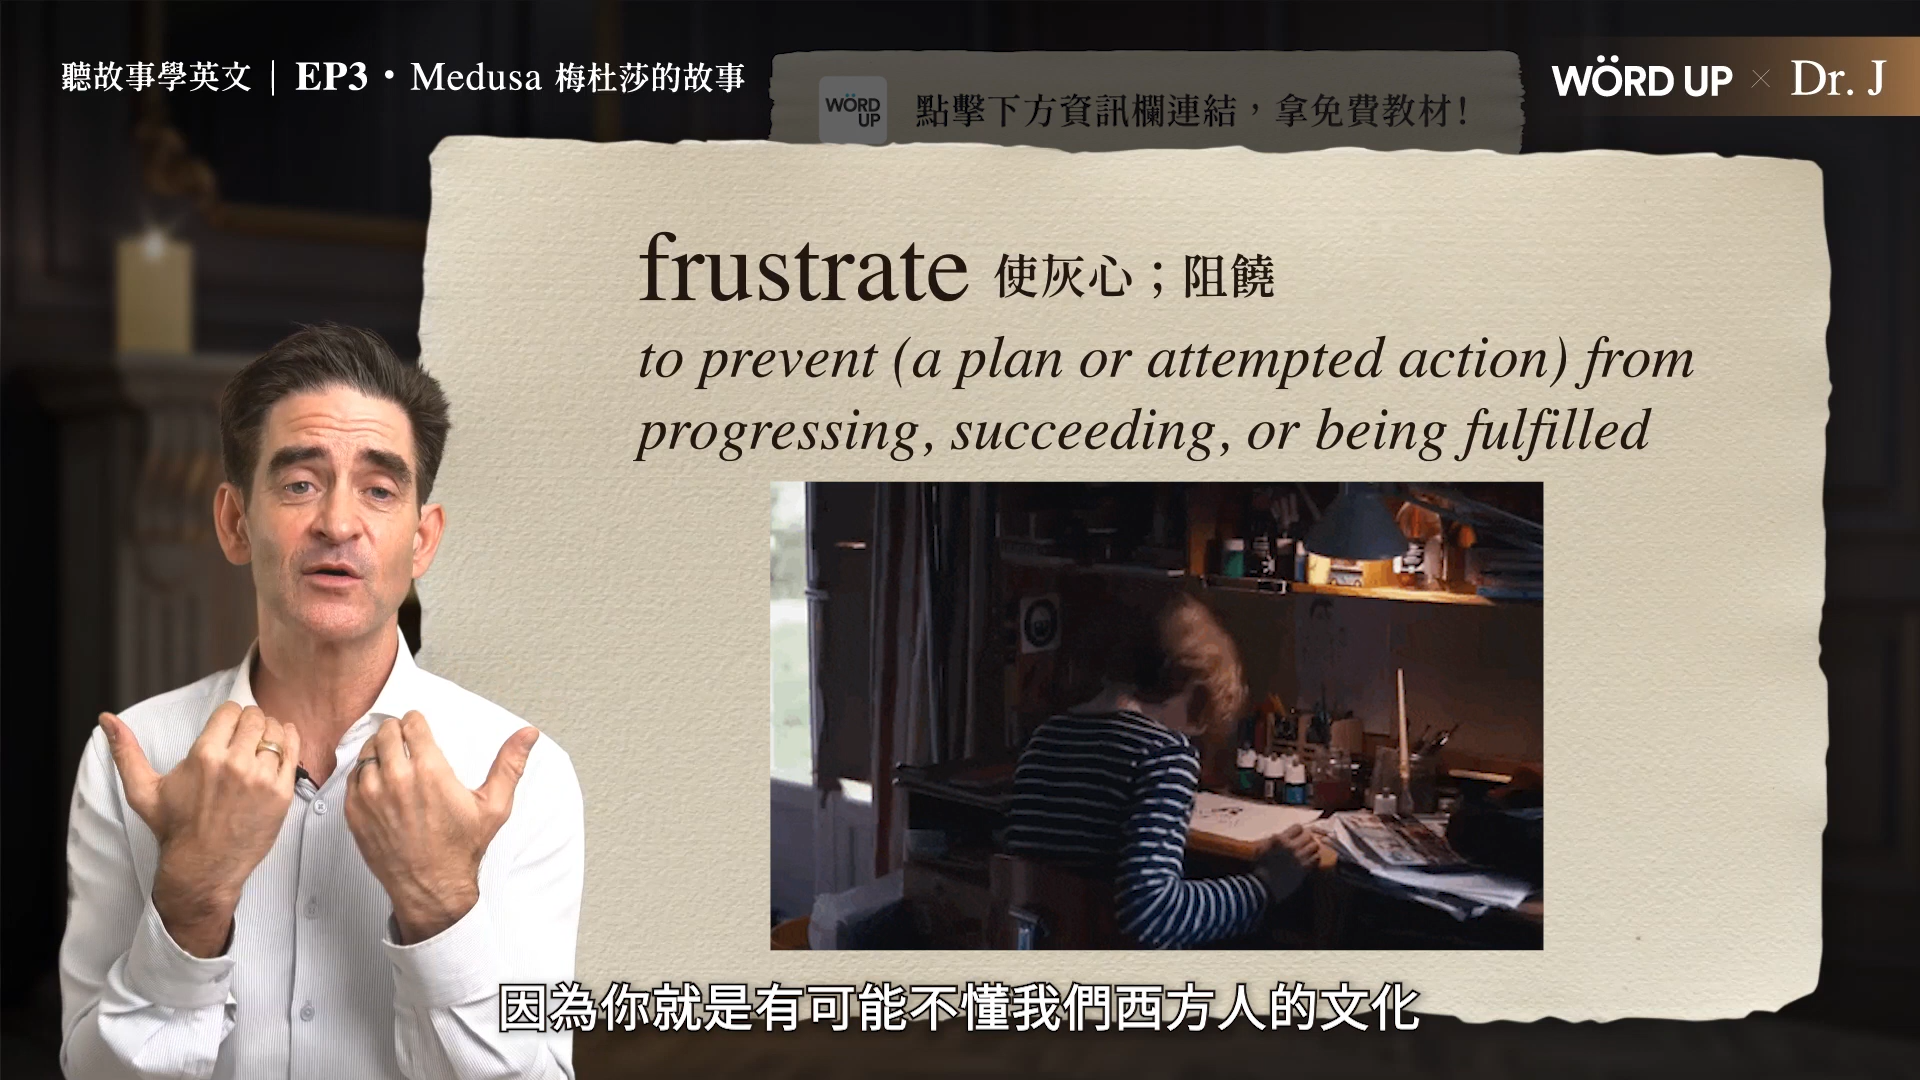 聽故事學英文 | EP3・Medusa 梅杜莎的故事
WÖRD UP
點擊下方資訊欄連結，拿免費教材！
WÖRD UP × Dr. J
frustrate 使灰心；阻饒
to prevent (a plan or attempted action) from
progressing, succeeding, or being fulfilled
因為你就是有可能不懂我們西方人的文化